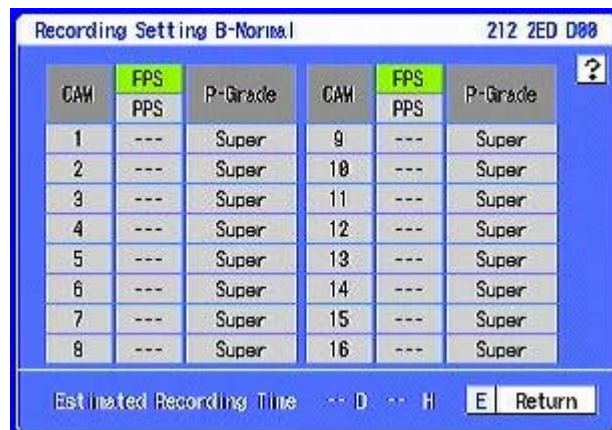 Recording Setting B-Normal 212 2ED D00
?
CAM FPS P-Grade CAM FPS P-Grade
PPS PPS
1 --- Super 9 --- Super
2 --- Super 10 --- Super
3 --- Super 11 --- Super
4 --- Super 12 --- Super
5 --- Super 13 --- Super
6 --- Super 14 --- Super
7 --- Super 15 --- Super
8 --- Super 16 --- Super
Estimated Recording Time -- D -- H E Return